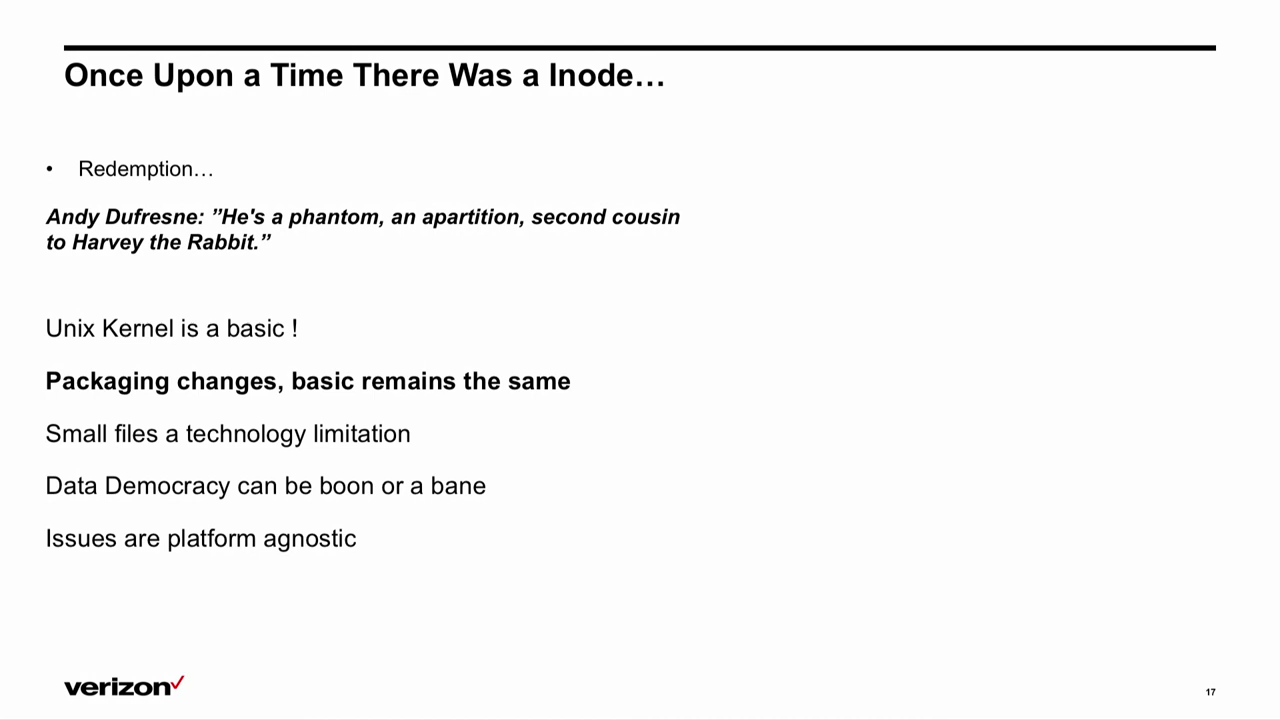 Once Upon a Time There Was a Inode…
• Redemption…
Andy Dufresne: ”He's a phantom, an apartition, second cousin
to Harvey the Rabbit.”
Unix Kernel is a basic !
Packaging changes, basic remains the same
Small files a technology limitation
Data Democracy can be boon or a bane
Issues are platform agnostic
verizon
17